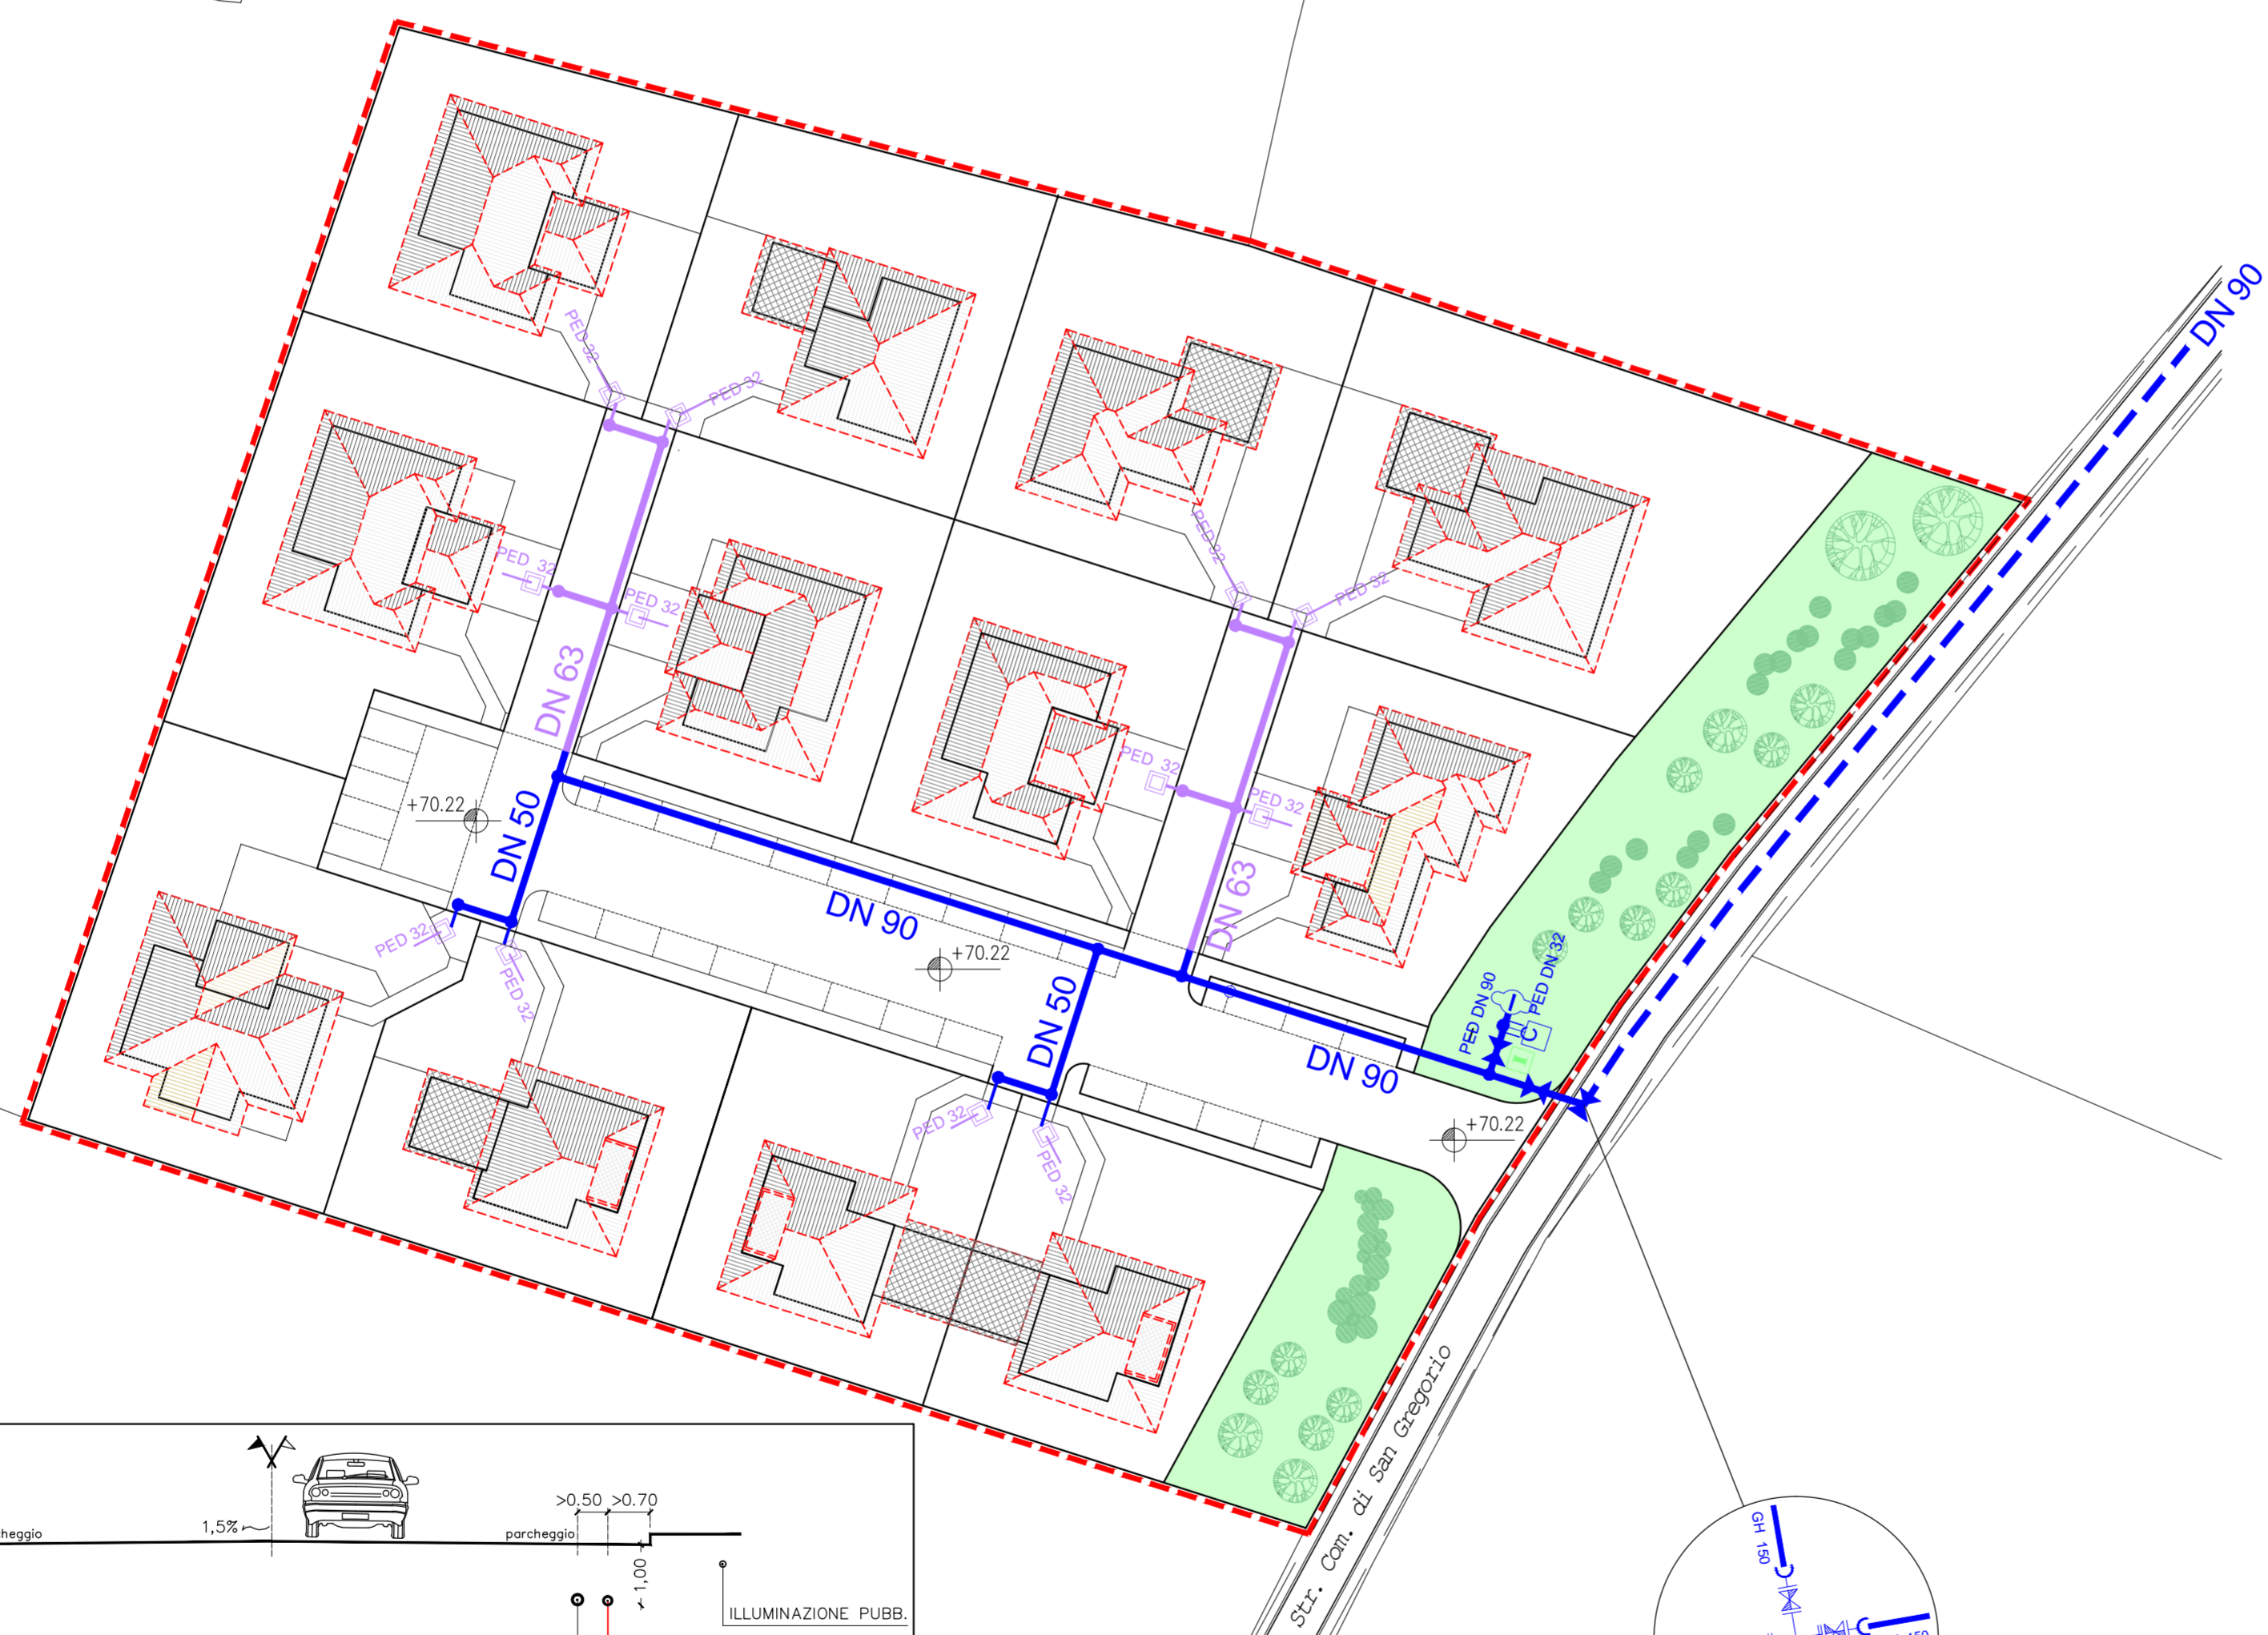 DN 90
PED 32
PED 32
PED 32
PED 32
PED 32
PED 32
DN 63
PED 32
PED 32
+70.22
DN 50
DN 90
DN 63
PED 32
PED 32
+70.22
DN 50
PED DN 90
PED DN 32
C
DN 90
+70.22
PED 32
PED 32
Str. Com. di San Gregorio
>0.50 >0.70
1,5%
heggio
parcheggio
1,00
ILLUMINAZIONE PUBB.
GH 150
150